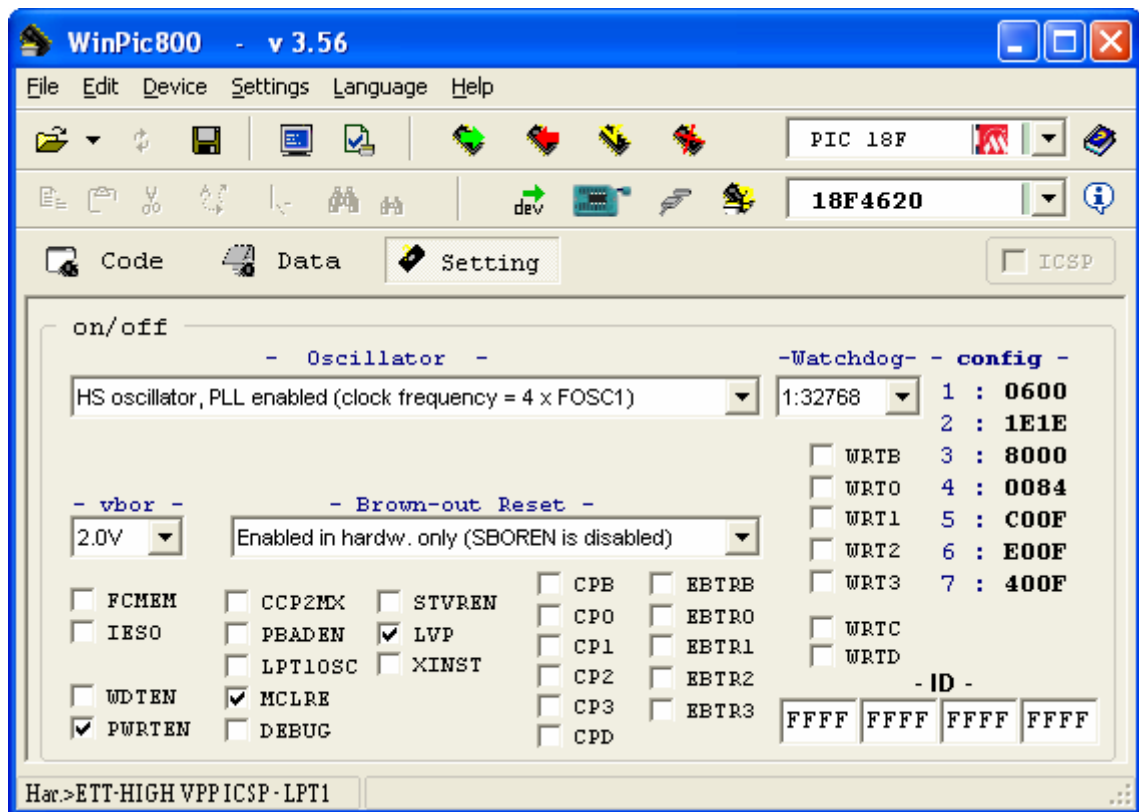 WinPic800 - v 3.56
File Edit Device Settings Language Help
PIC 18F
dev 18F4620
Code Data Setting ICSP
on/off
- Oscillator - -Watchdog- - config -
HS oscillator, PLL enabled (clock frequency = 4 x FOSC1) 1:32768 1 : 0600
2 : 1E1E
WRTB 3 : 8000
- vbor - - Brown-out Reset - WRT0 4 : 0084
2.0V Enabled in hardw. only (SBOREN is disabled) WRT1 5 : C00F
WRT2 6 : E00F
FCMEM CCP2MX STVREN CPB EBTRB WRT3 7 : 400F
IESO PBADEN LVP CP0 EBTR0 WRTC
LPT1OSC XINST CP1 EBTR1 WRTD
WDTEN MCLRE CP2 EBTR2 - ID -
PWRTEN DEBUG CP3 EBTR3 FFFF FFFF FFFF FFFF
CPD
Har.>ETT-HIGH VPP ICSP - LPT1